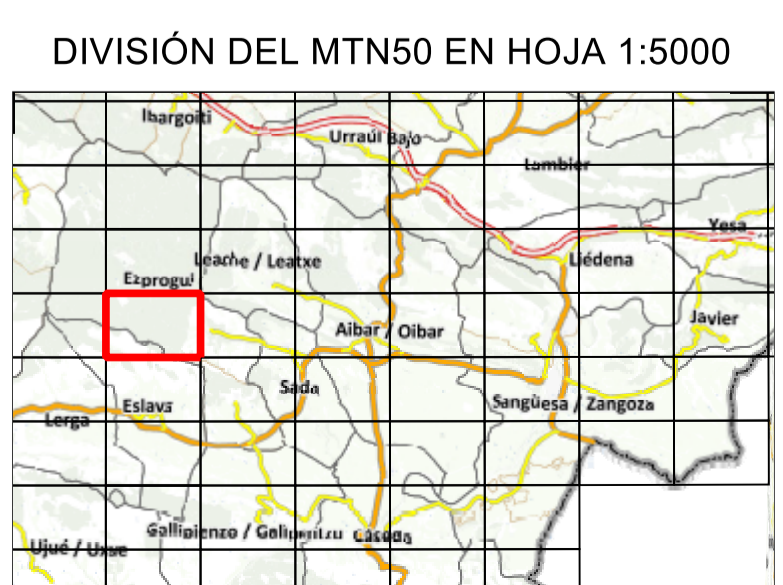 DIVISIÓN DEL MTN50 EN HOJA 1:5000
Ibargoiti
Urraúl Bajo
Lumbier
Yesa
Leache / Leatxe
Liédena
Ezprogui
Javier
Aibar / Oibar
Sada
Eslava
Sangüesa / Zangoza
Lerga
Gallipienzo / Galipentzu
Cáseda
Ujué / Uxue